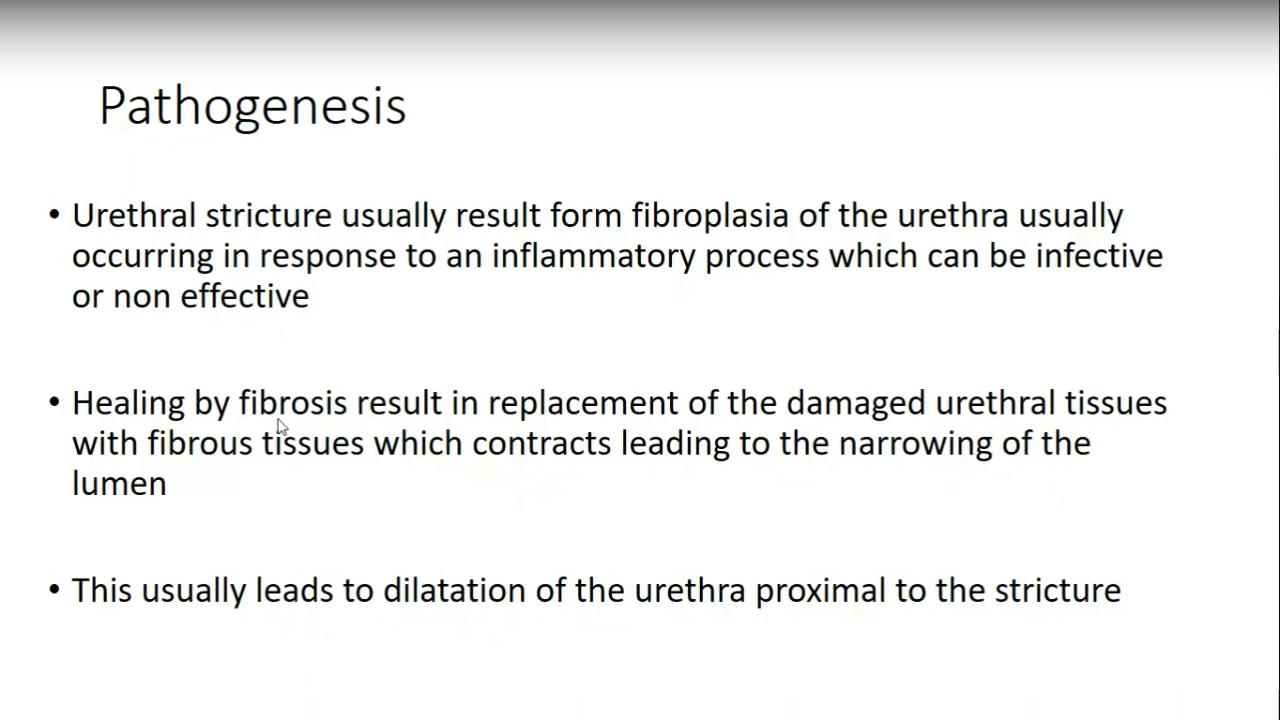 Pathogenesis
• Urethral stricture usually result form fibroplasia of the urethra usually
occurring in response to an inflammatory process which can be infective
or non effective
• Healing by fibrosis result in replacement of the damaged urethral tissues
with fibrous tissues which contracts leading to the narrowing of the
lumen
• This usually leads to dilatation of the urethra proximal to the stricture